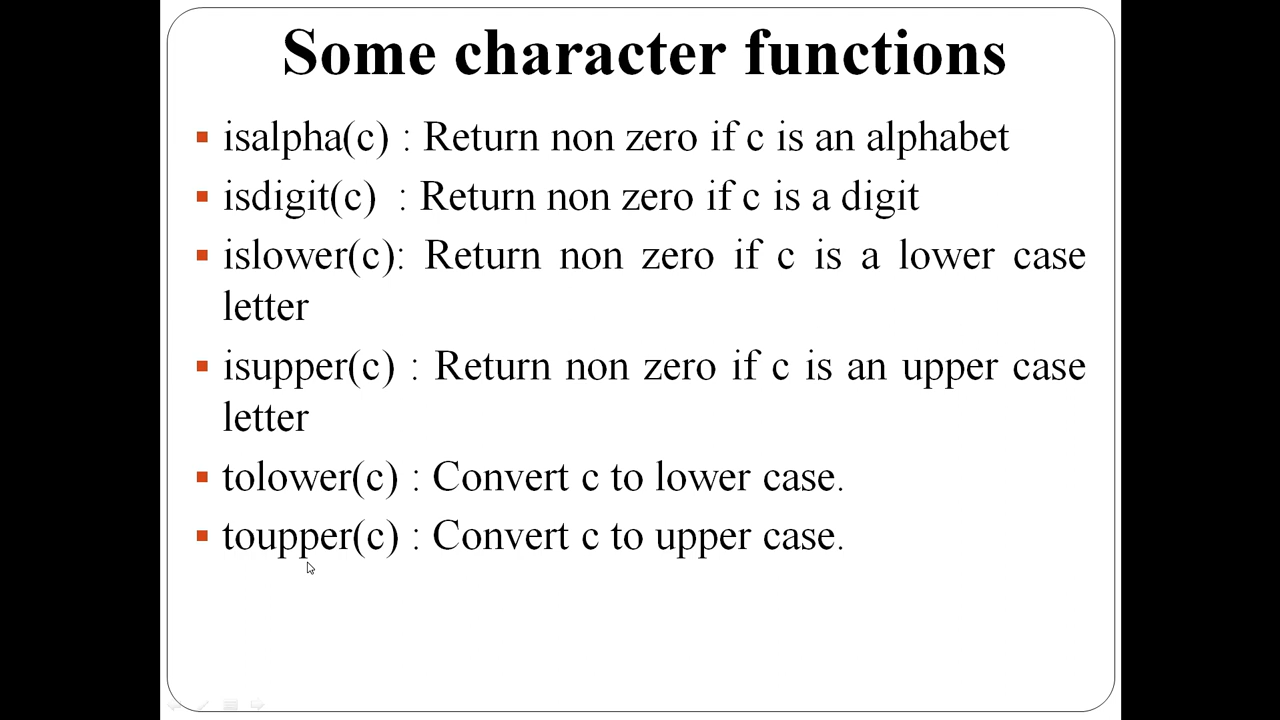 Some character functions
▪ isalpha(c) : Return non zero if c is an alphabet
▪ isdigit(c)  : Return non zero if c is a digit
▪ islower(c): Return non zero if c is a lower case
letter
▪ isupper(c) : Return non zero if c is an upper case
letter
▪ tolower(c) : Convert c to lower case.
▪ toupper(c) : Convert c to upper case.